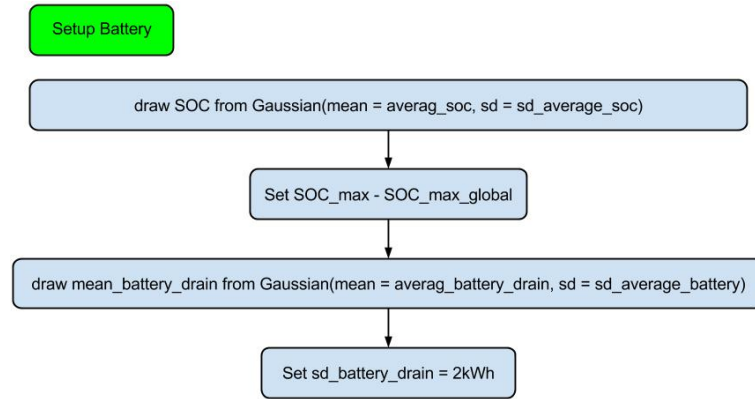 Setup Battery
draw SOC from Gaussian(mean = averag_soc, sd = sd_average_soc)
Set SOC_max - SOC_max_global
draw mean_battery_drain from Gaussian(mean = averag_battery_drain, sd = sd_average_battery)
Set sd_battery_drain = 2kWh